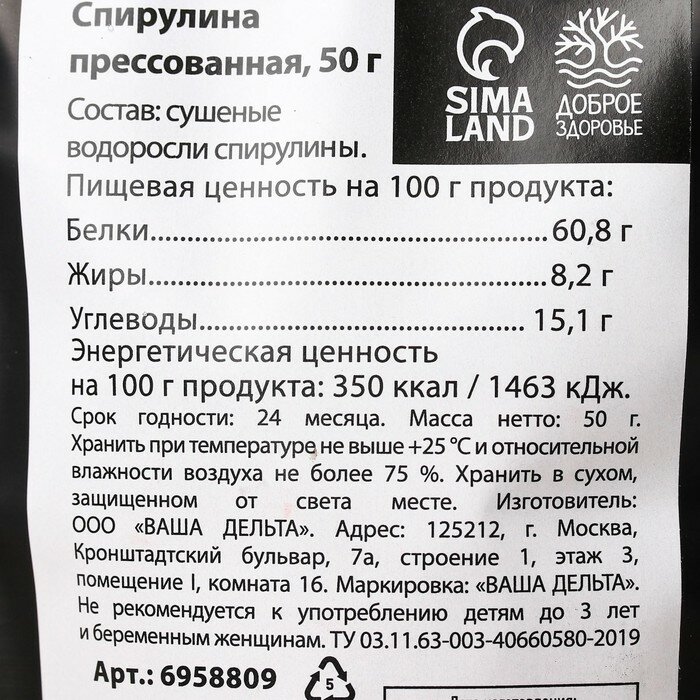 Спирулина
прессованная, 50 г
SIMA
LAND
ДОБРОЕ
ЗДОРОВЬЕ
Состав: сушеные
водоросли спирулины.
Пищевая ценность на 100 г продукта:
Белки......................................................60,8 г
Жиры.......................................................8,2 г
Углеводы............................................ 15,1 г
Энергетическая ценность
на 100 г продукта: 350 ккал / 1463 кДж.
Срок годности: 24 месяца. Масса нетто: 50 г.
Хранить при температуре не выше +25 °С и относительной
влажности воздуха не более 75 %. Хранить в сухом,
защищенном от света месте. Изготовитель:
ООО «ВАША ДЕЛЬТА». Адрес: 125212, г. Москва,
Кронштадтский бульвар, 7а, строение 1, этаж 3,
помещение I, комната 16. Маркировка: «ВАША ДЕЛЬТА».
Не рекомендуется к употреблению детям до 3 лет
и беременным женщинам. ТУ 03.11.63-003-40660580-2019
Арт.: 6958809
5